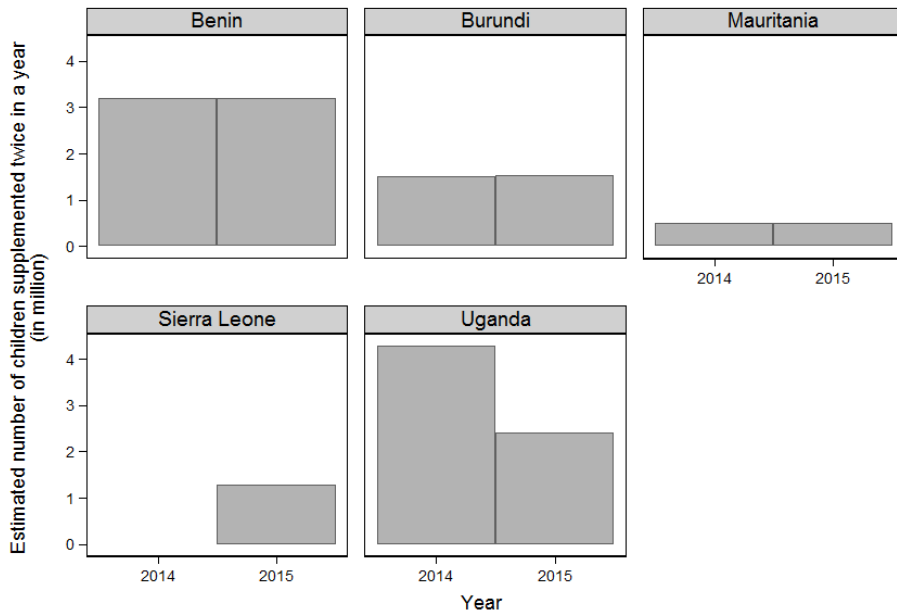 Estimated number of children supplemented twice in a year
(in million)
Benin
Burundi
Mauritania
4
3
2
1
0
2014
2015
Sierra Leone
Uganda
4
3
2
1
0
2014
2015
2014
2015
Year